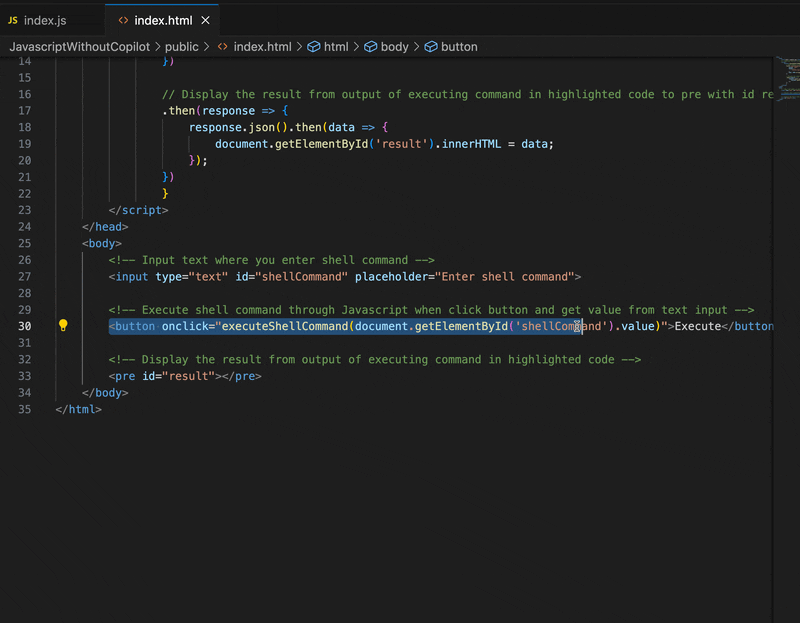 JS index.js
<> index.html ×
JavascriptWithoutCopilot > public > <> index.html > html > body > button
14 })
15
16 // Display the result from output of executing command in highlighted code to pre with id re
17 .then(response => {
18 response.json().then(data => {
19 document.getElementById('result').innerHTML = data;
20 });
21 })
22 }
23 </script>
24 </head>
25 <body>
26 <!-- Input text where you enter shell command -->
27 <input type="text" id="shellCommand" placeholder="Enter shell command">
28
29 <!-- Execute shell command through Javascript when click button and get value from text input -->
30 <button onclick="executeShellCommand(document.getElementById('shellCommand').value)">Execute</button
31
32 <!-- Display the result from output of executing command in highlighted code -->
33 <pre id="result"></pre>
34 </body>
35 </html>